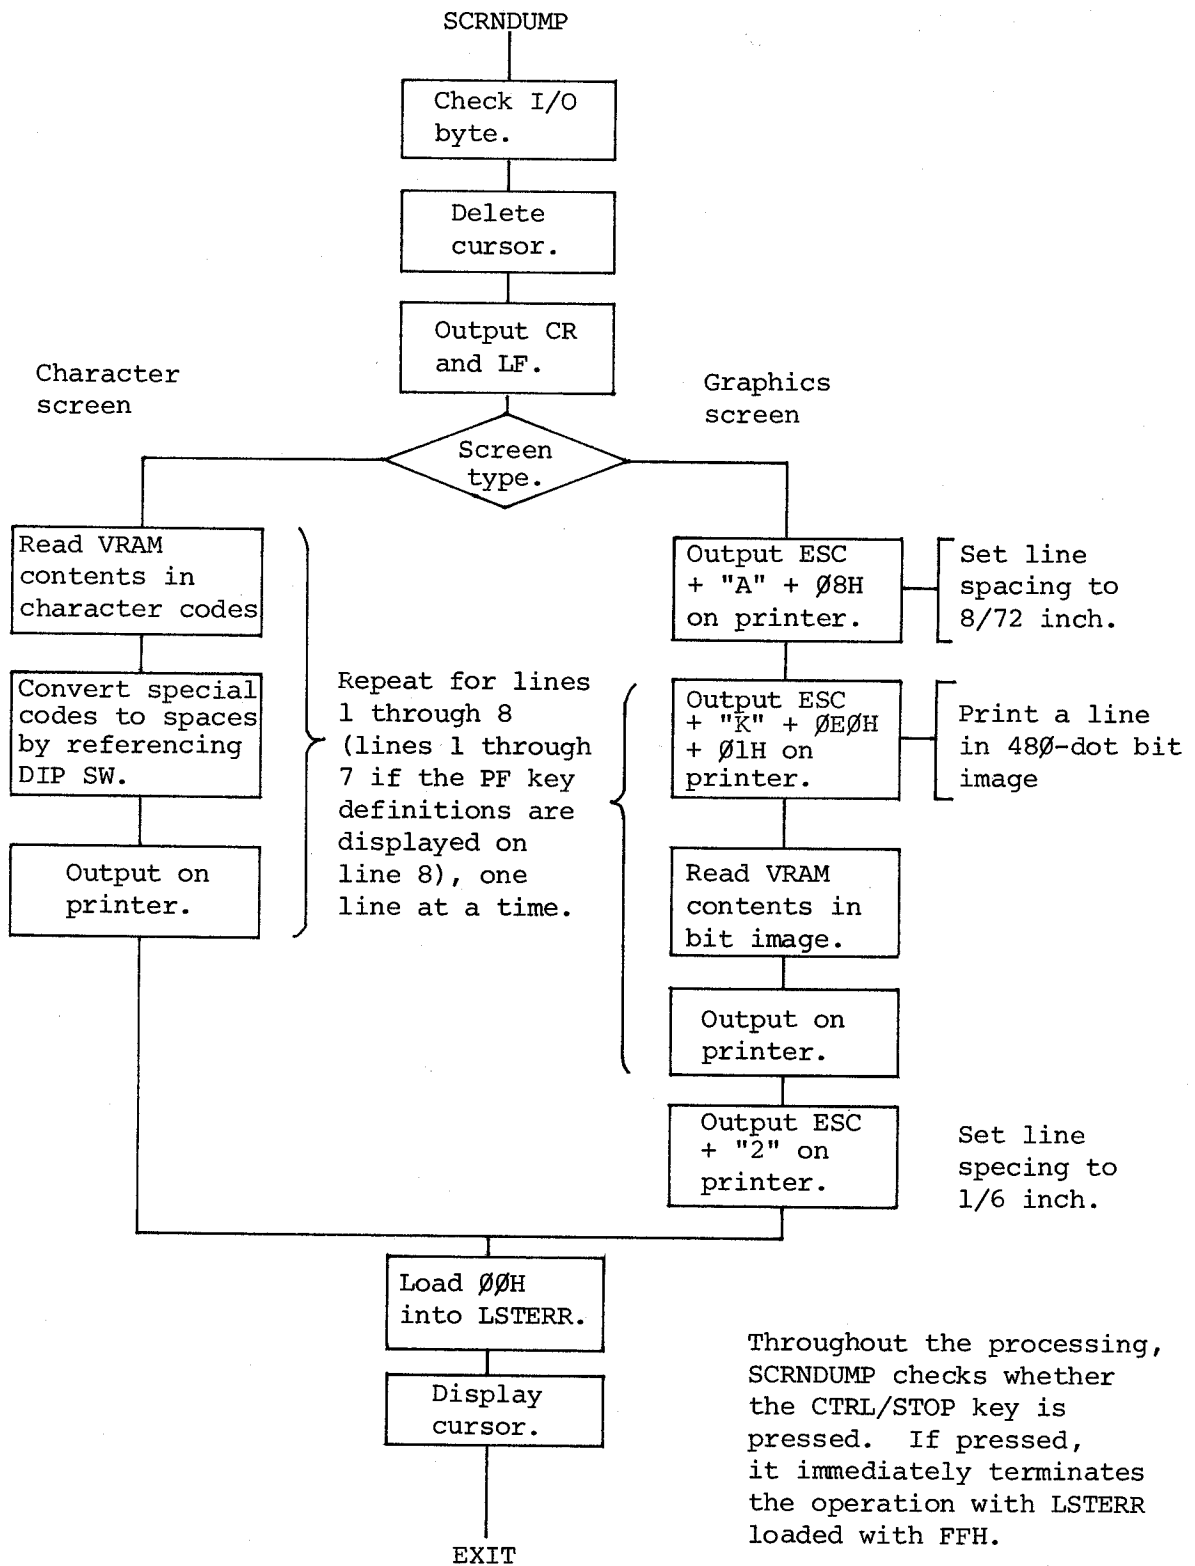 SCRNDUMP
Check I/O
byte.
Delete
cursor.
Output CR
and LF.
Character
screen
Graphics
screen
Screen
type.
Read VRAM
contents in
character codes
Convert special
codes to spaces
by referencing
DIP SW.
Output on
printer.
Repeat for lines
1 through 8
(lines 1 through
7 if the PF key
definitions are
displayed on
line 8), one
line at a time.
Output ESC
+ "A" + Ø8H
on printer.
Set line
spacing to
8/72 inch.
Output ESC
+ "K" + ØEØH
+ Ø1H on
printer.
Print a line
in 48Ø-dot bit
image
Read VRAM
contents in
bit image.
Output on
printer.
Output ESC
+ "2" on
printer.
Set line
specing to
1/6 inch.
Load ØØH
into LSTERR.
Display
cursor.
EXIT
Throughout the processing,
SCRNDUMP checks whether
the CTRL/STOP key is
pressed. If pressed,
it immediately terminates
the operation with LSTERR
loaded with FFH.